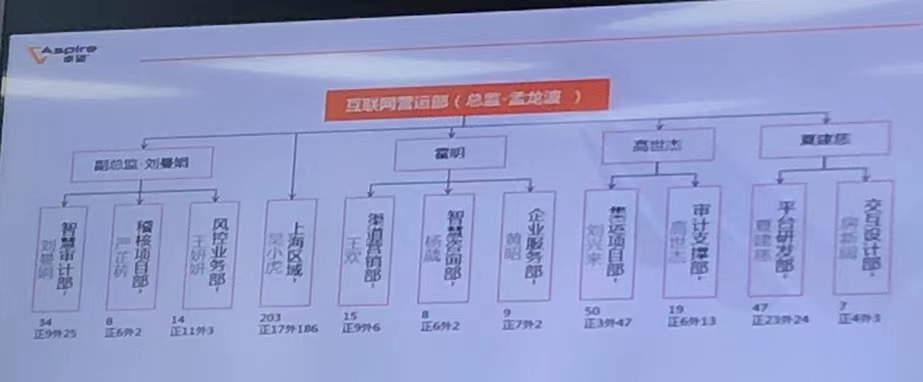 Aspire
卓望
互联网营运部（总监-孟龙波）
副总监-刘曼娟
霍明
高世杰
夏建慈
智慧审计部-
刘曼娟
稽核项目部-
严芷
风控业务部-
王妍妍
上海区域-
吴小虎
渠道营销部-
王欢
智慧咨询部-
杨
企业服务部-
黄昭
集运项目部-
刘兴来
审计支撑部-
高世杰
平台研发部-
夏建慈
交互设计部-
34
正9外25
8
正6外2
14
正11外3
203
正17外186
15
正9外6
8
正6外2
9
正7外2
50
正3外47
19
正6外13
47
正23外24
7
正4外3